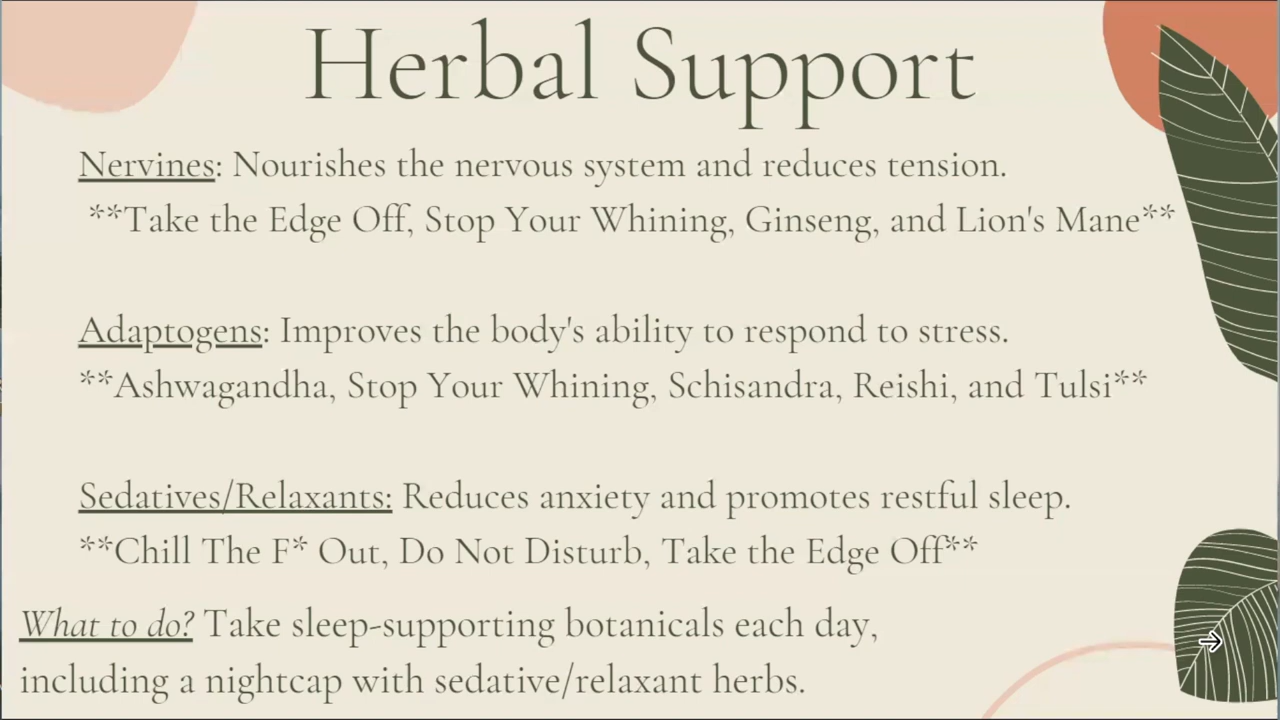 Herbal Support
Nervines: Nourishes the nervous system and reduces tension.
**Take the Edge Off, Stop Your Whining, Ginseng, and Lion's Mane**
Adaptogens: Improves the body's ability to respond to stress.
**Ashwagandha, Stop Your Whining, Schisandra, Reishi, and Tulsi**
Sedatives/Relaxants: Reduces anxiety and promotes restful sleep.
**Chill The F* Out, Do Not Disturb, Take the Edge Off**
What to do? Take sleep-supporting botanicals each day,
including a nightcap with sedative/relaxant herbs.